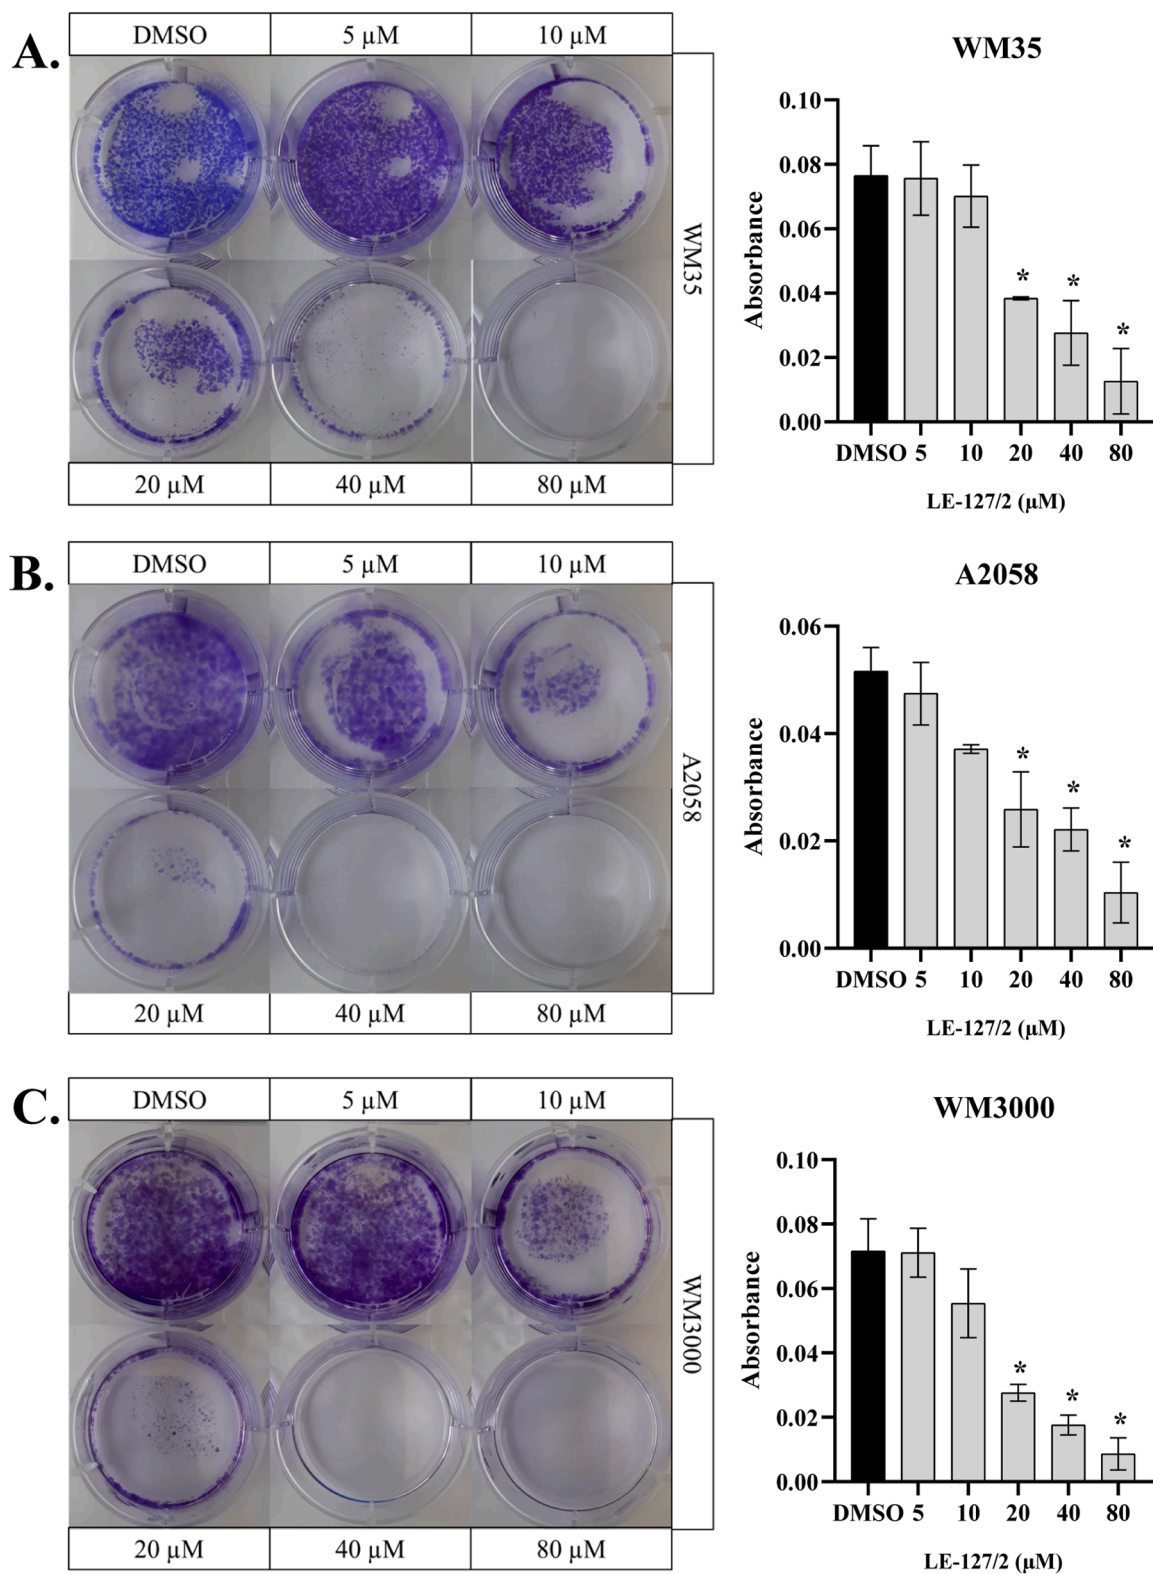 A.
DMSO 5 µM 10 µM
WM35
20 µM 40 µM 80 µM
WM35
Absorbance
0.10
0.08
0.06
0.04
0.02
0.00
* * *
DMSO 5 10 20 40 80
LE-127/2 (µM)
B.
DMSO 5 µM 10 µM
A2058
20 µM 40 µM 80 µM
A2058
Absorbance
0.06
0.04
0.02
0.00
* * *
DMSO 5 10 20 40 80
LE-127/2 (µM)
C.
DMSO 5 µM 10 µM
WM3000
20 µM 40 µM 80 µM
WM3000
Absorbance
0.10
0.08
0.06
0.04
0.02
0.00
* * *
DMSO 5 10 20 40 80
LE-127/2 (µM)